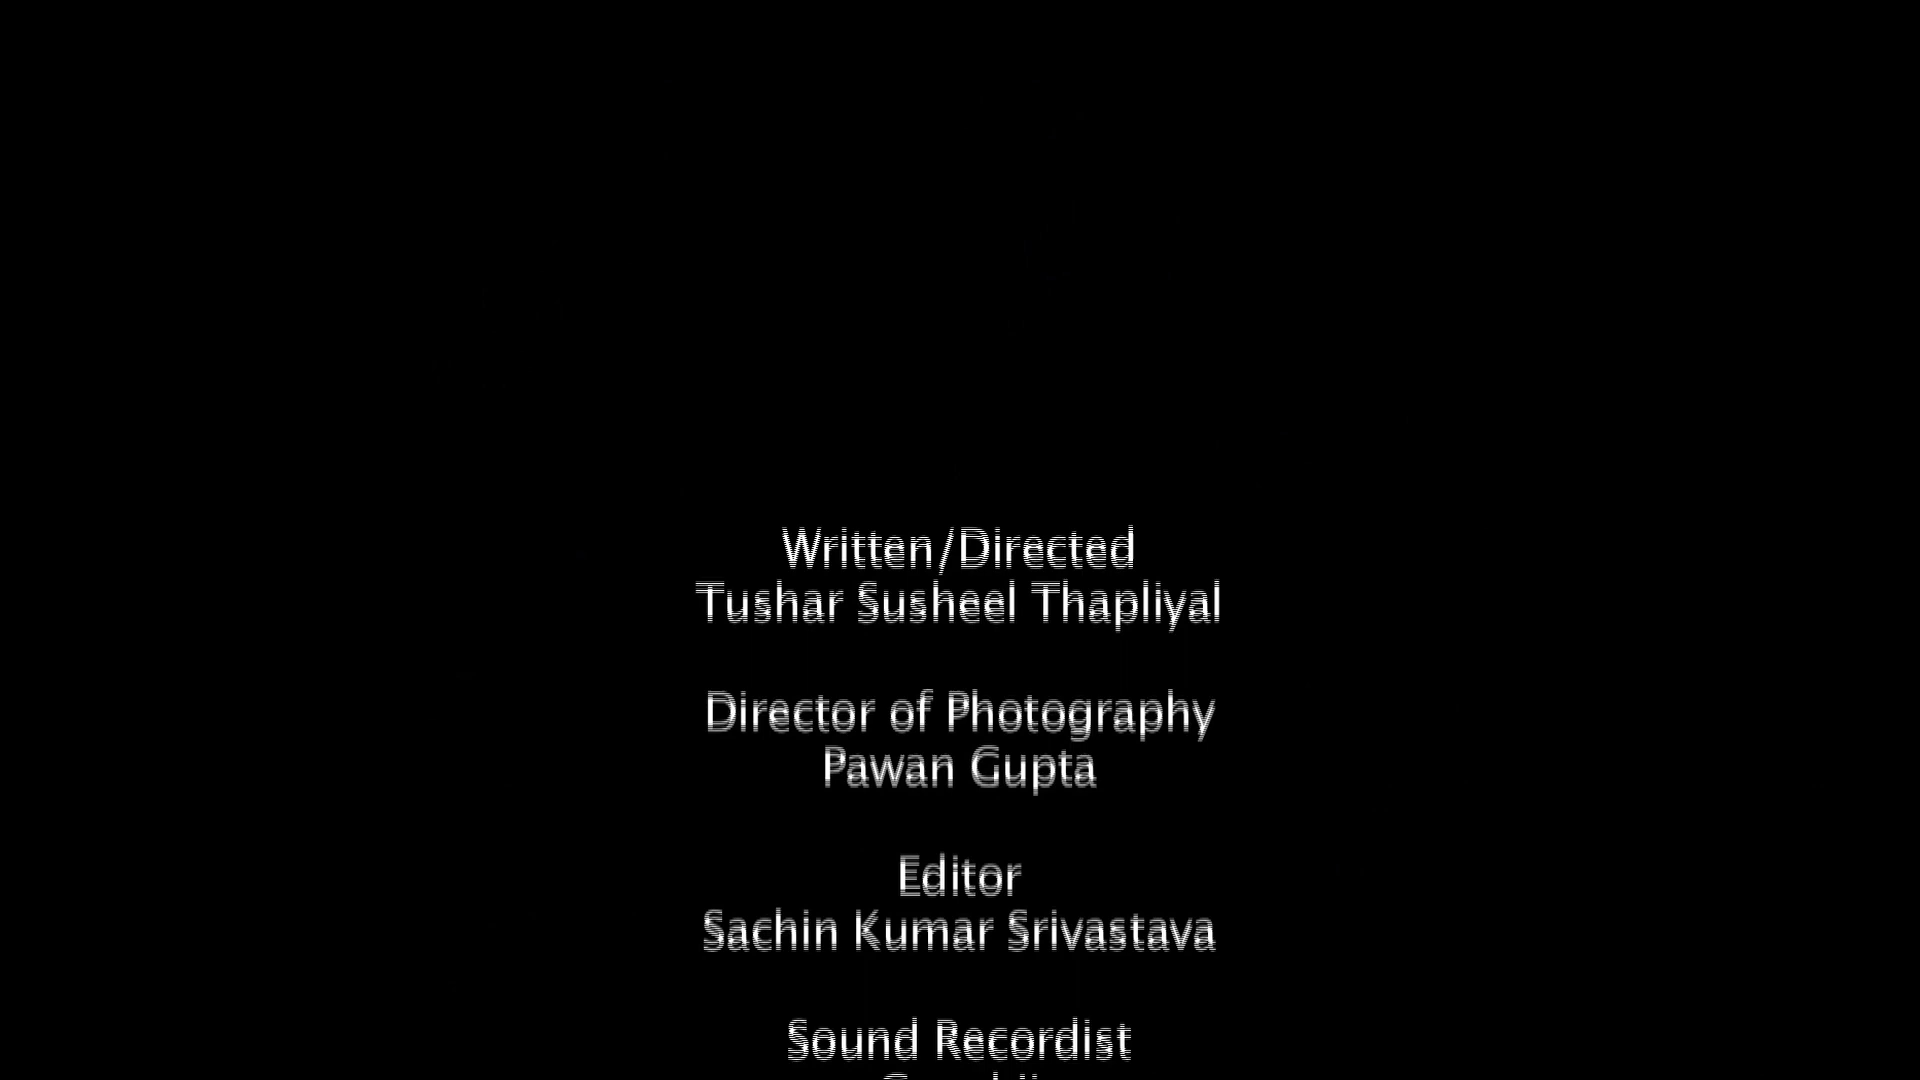 Written/Directed
Tushar Susheel Thapliyal
Director of Photography
Pawan Gupta
Editor
Sachin Kumar Srivastava
Sound Recordist